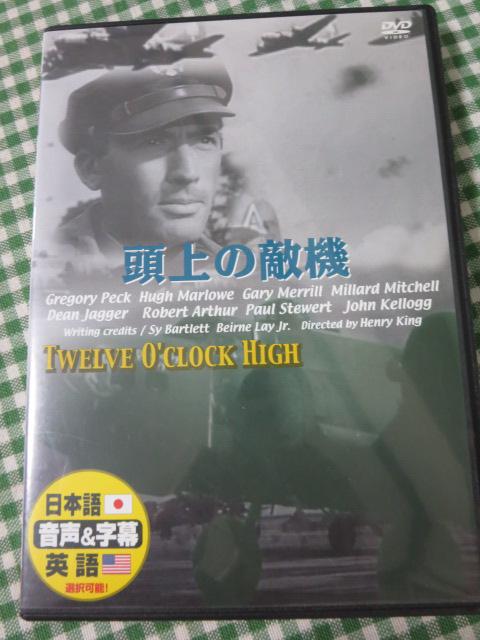 DVD
VIDEO
頭上の敵機
Gregory Peck Hugh Marlowe Gary Merrill Millard Mitchell
Dean Jagger Robert Arthur Paul Stewert John Kellogg
Writing credits / Sy Bartlett Beirne Lay Jr. Directed by Henry King
TWELVE O'CLOCK HIGH
日本語
音声&字幕
英語
選択可能!